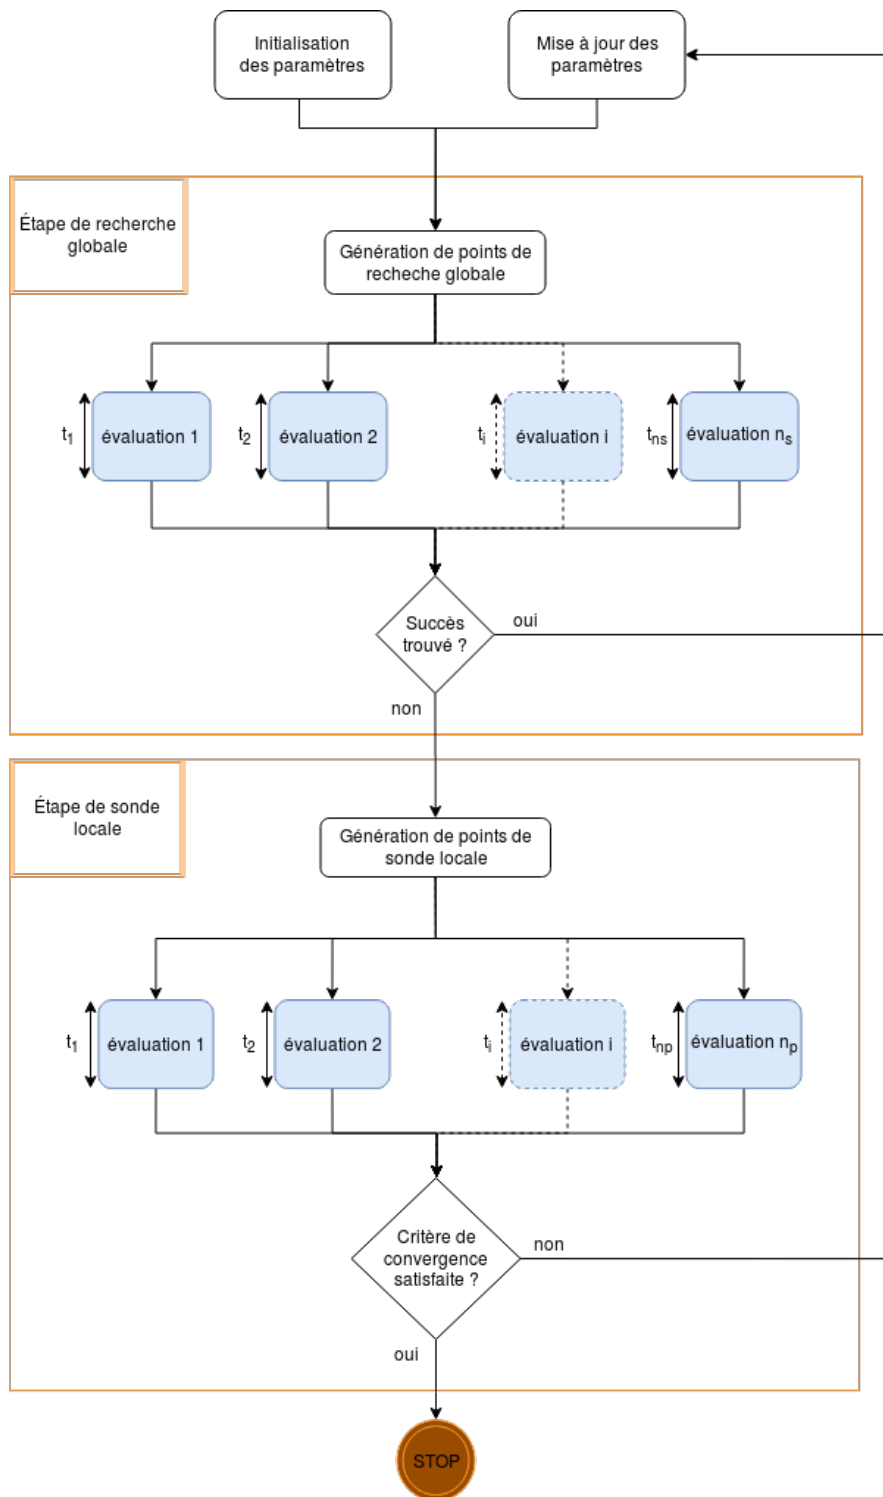 Initialisation
des paramètres
Mise à jour des
paramètres
Étape de recherche
globale
Génération de points de
recheche globale
t1
évaluation 1
t2
évaluation 2
ti
évaluation i
tns
évaluation ns
Succès
trouvé ?
oui
non
Étape de sonde
locale
Génération de points de
sonde locale
t1
évaluation 1
t2
évaluation 2
ti
évaluation i
tnp
évaluation np
Critère de
convergence
satisfaite ?
non
oui
STOP